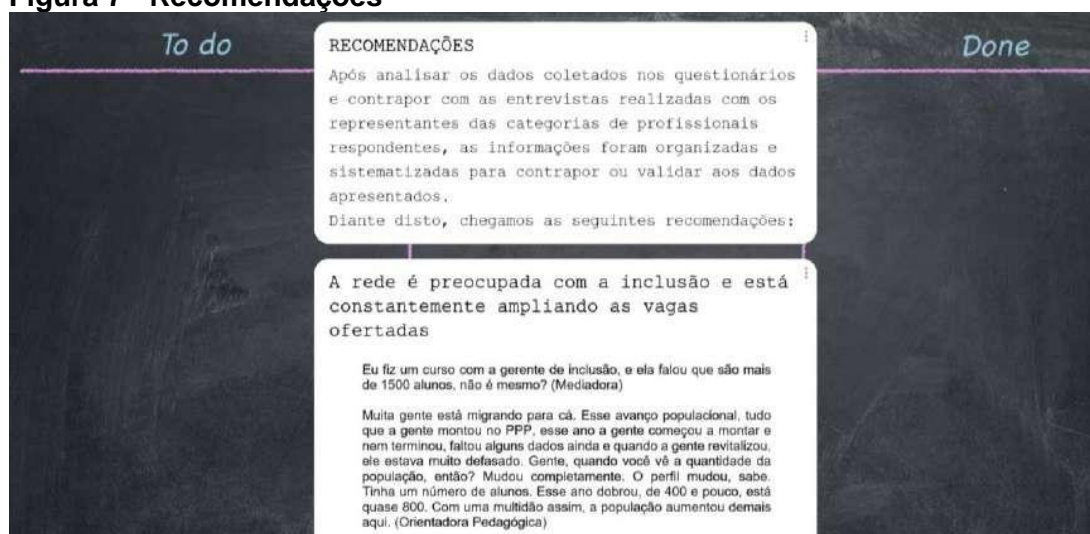 Figura 7 - Recomendações
To do
RECOMENDAÇÕES
Done
Após analisar os dados coletados nos questionários
e contrapor com as entrevistas realizadas com os
representantes das categorias de profissionais
respondentes, as informações foram organizadas e
sistematizadas para contrapor ou validar aos dados
apresentados.
Diante disto, chegamos as seguintes recomendações:
A rede é preocupada com a inclusão e está
constantemente ampliando as vagas
ofertadas
Eu fiz um curso com a gerente de inclusão, e ela falou que são mais
de 1500 alunos, não é mesmo? (Mediadora)
Muita gente está migrando para cá. Esse avanço populacional, tudo
que a gente montou no PPP, esse ano a gente começou a montar e
nem terminou, faltou alguns dados ainda e quando a gente revitalizou,
ele estava muito defasado. Gente, quando você vê a quantidade da
população, então? Mudou completamente. O perfil mudou, sabe.
Tinha um número de alunos. Esse ano dobrou, de 400 e pouco, está
quase 800. Com uma multidão assim, a população aumentou demais
aqui. (Orientadora Pedagógica)